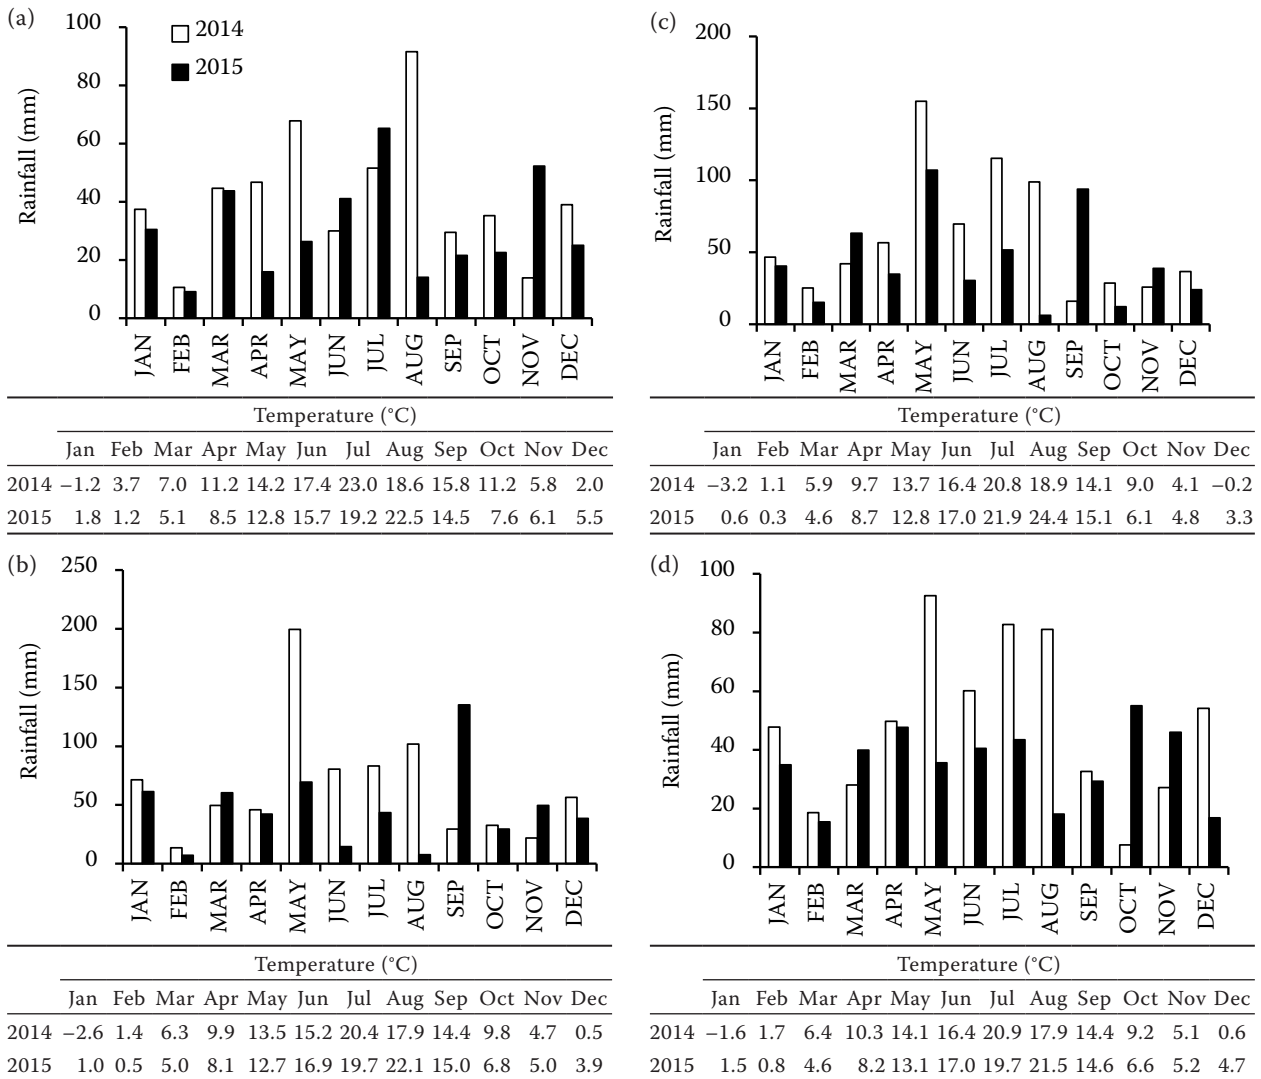 (a)
2014
2015
Rainfall (mm)
100
80
60
40
20
0
JAN FEB MAR APR MAY JUN JUL AUG SEP OCT NOV DEC
Temperature (°C)
Jan Feb Mar Apr May Jun Jul Aug Sep Oct Nov Dec
2014 −1.2 3.7 7.0 11.2 14.2 17.4 23.0 18.6 15.8 11.2 5.8 2.0
2015 1.8 1.2 5.1 8.5 12.8 15.7 19.2 22.5 14.5 7.6 6.1 5.5
(c)
Rainfall (mm)
200
150
100
50
0
JAN FEB MAR APR MAY JUN JUL AUG SEP OCT NOV DEC
Temperature (°C)
Jan Feb Mar Apr May Jun Jul Aug Sep Oct Nov Dec
2014 −3.2 1.1 5.9 9.7 13.7 16.4 20.8 18.9 14.1 9.0 4.1 −0.2
2015 0.6 0.3 4.6 8.7 12.8 17.0 21.9 24.4 15.1 6.1 4.8 3.3
(b)
Rainfall (mm)
250
200
150
100
50
0
JAN FEB MAR APR MAY JUN JUL AUG SEP OCT NOV DEC
Temperature (°C)
Jan Feb Mar Apr May Jun Jul Aug Sep Oct Nov Dec
2014 −2.6 1.4 6.3 9.9 13.5 15.2 20.4 17.9 14.4 9.8 4.7 0.5
2015 1.0 0.5 5.0 8.1 12.7 16.9 19.7 22.1 15.0 6.8 5.0 3.9
(d)
Rainfall (mm)
100
80
60
40
20
0
JAN FEB MAR APR MAY JUN JUL AUG SEP OCT NOV DEC
Temperature (°C)
Jan Feb Mar Apr May Jun Jul Aug Sep Oct Nov Dec
2014 −1.6 1.7 6.4 10.3 14.1 16.4 20.9 17.9 14.4 9.2 5.1 0.6
2015 1.5 0.8 4.6 8.2 13.1 17.0 19.7 21.5 14.6 6.6 5.2 4.7